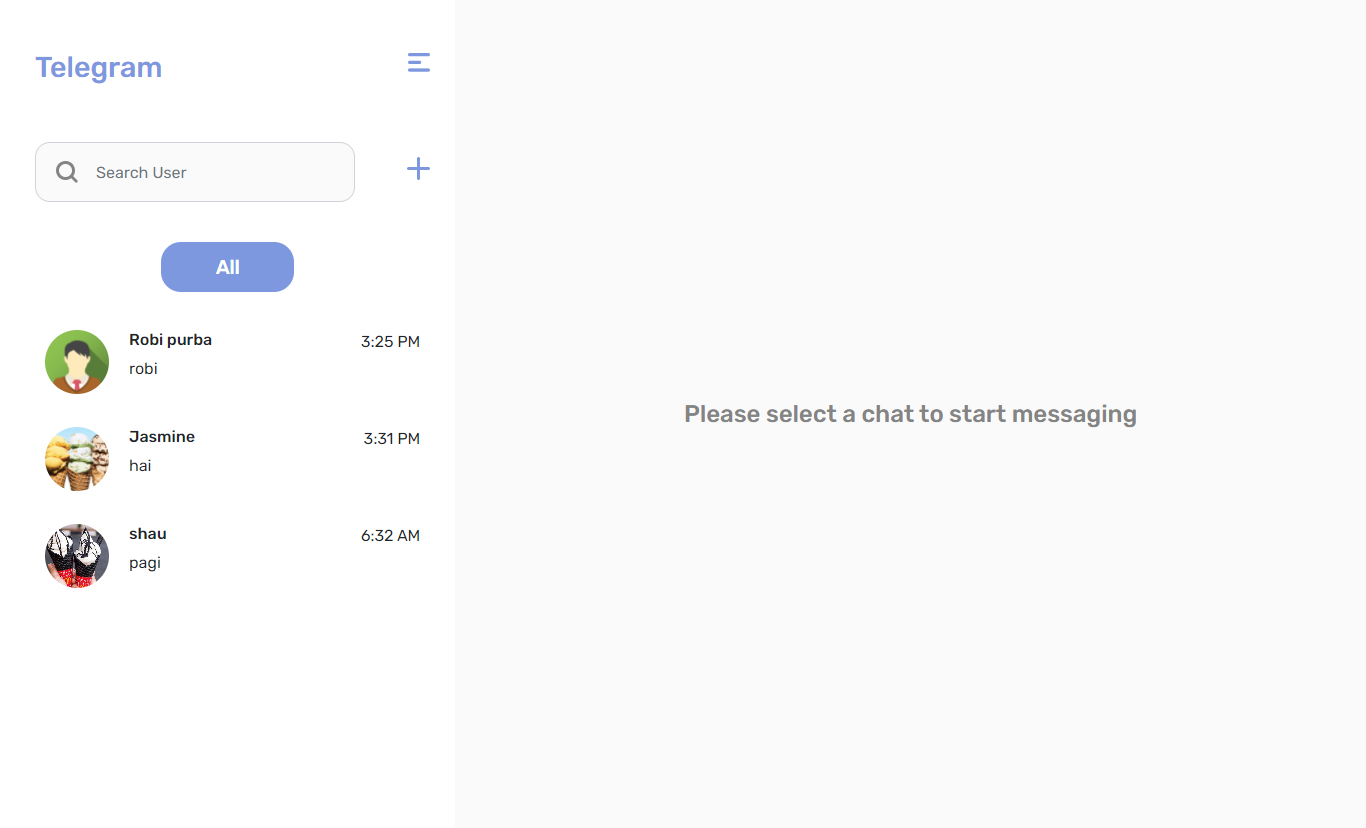 Telegram
Search User
All
Robi purba
3:25 PM
robi
Jasmine
3:31 PM
hai
shau
6:32 AM
pagi
Please select a chat to start messaging